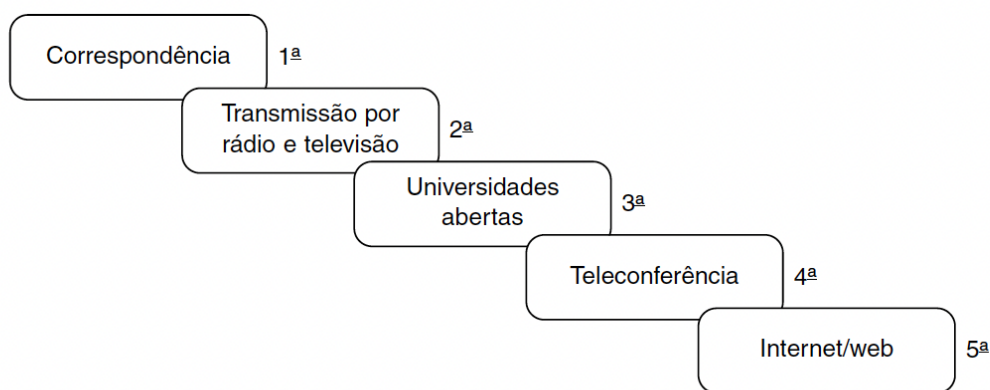 Correspondência
1ª
Transmissão por
rádio e televisão
2ª
Universidades
abertas
3ª
Teleconferência
4ª
Internet/web
5ª